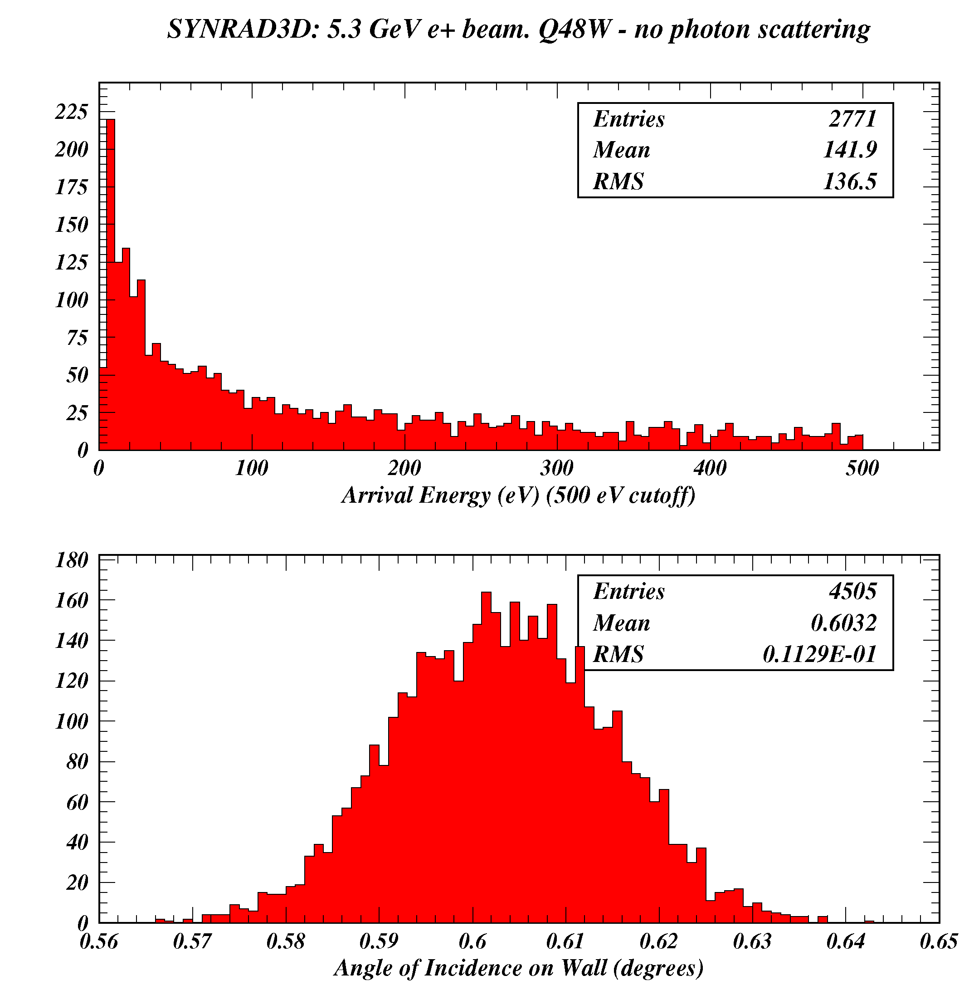 SYNRAD3D: 5.3 GeV e+ beam. Q48W - no photon scattering
225
200
175
150
125
100
75
50
25
0
Entries 2771
Mean 141.9
RMS 136.5
0 100 200 300 400 500
Arrival Energy (eV) (500 eV cutoff)
180
160
140
120
100
80
60
40
20
0
Entries 4505
Mean 0.6032
RMS 0.1129E-01
0.56 0.57 0.58 0.59 0.6 0.61 0.62 0.63 0.64 0.65
Angle of Incidence on Wall (degrees)